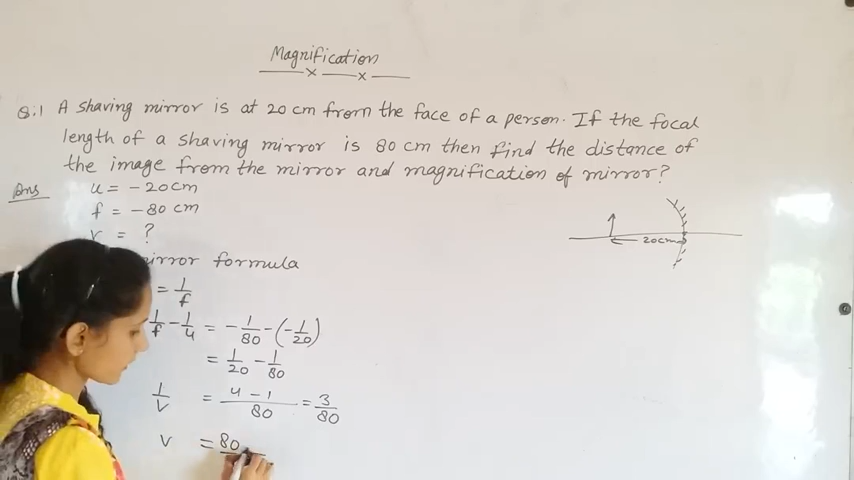 Magnification
Q:1 A shaving mirror is at 20 cm from the face of a person. If the focal
length of a shaving mirror is 80 cm then find the distance of
the image from the mirror and magnification of mirror?
Ans u = -20cm
f = -80 cm
v = ?
mirror formula
= 1/f
1/f - 1/u = - 1/80 - (- 1/20)
= 1/20 - 1/80
1/v = 4 - 1/80 = 3/80
v = 80
20cm